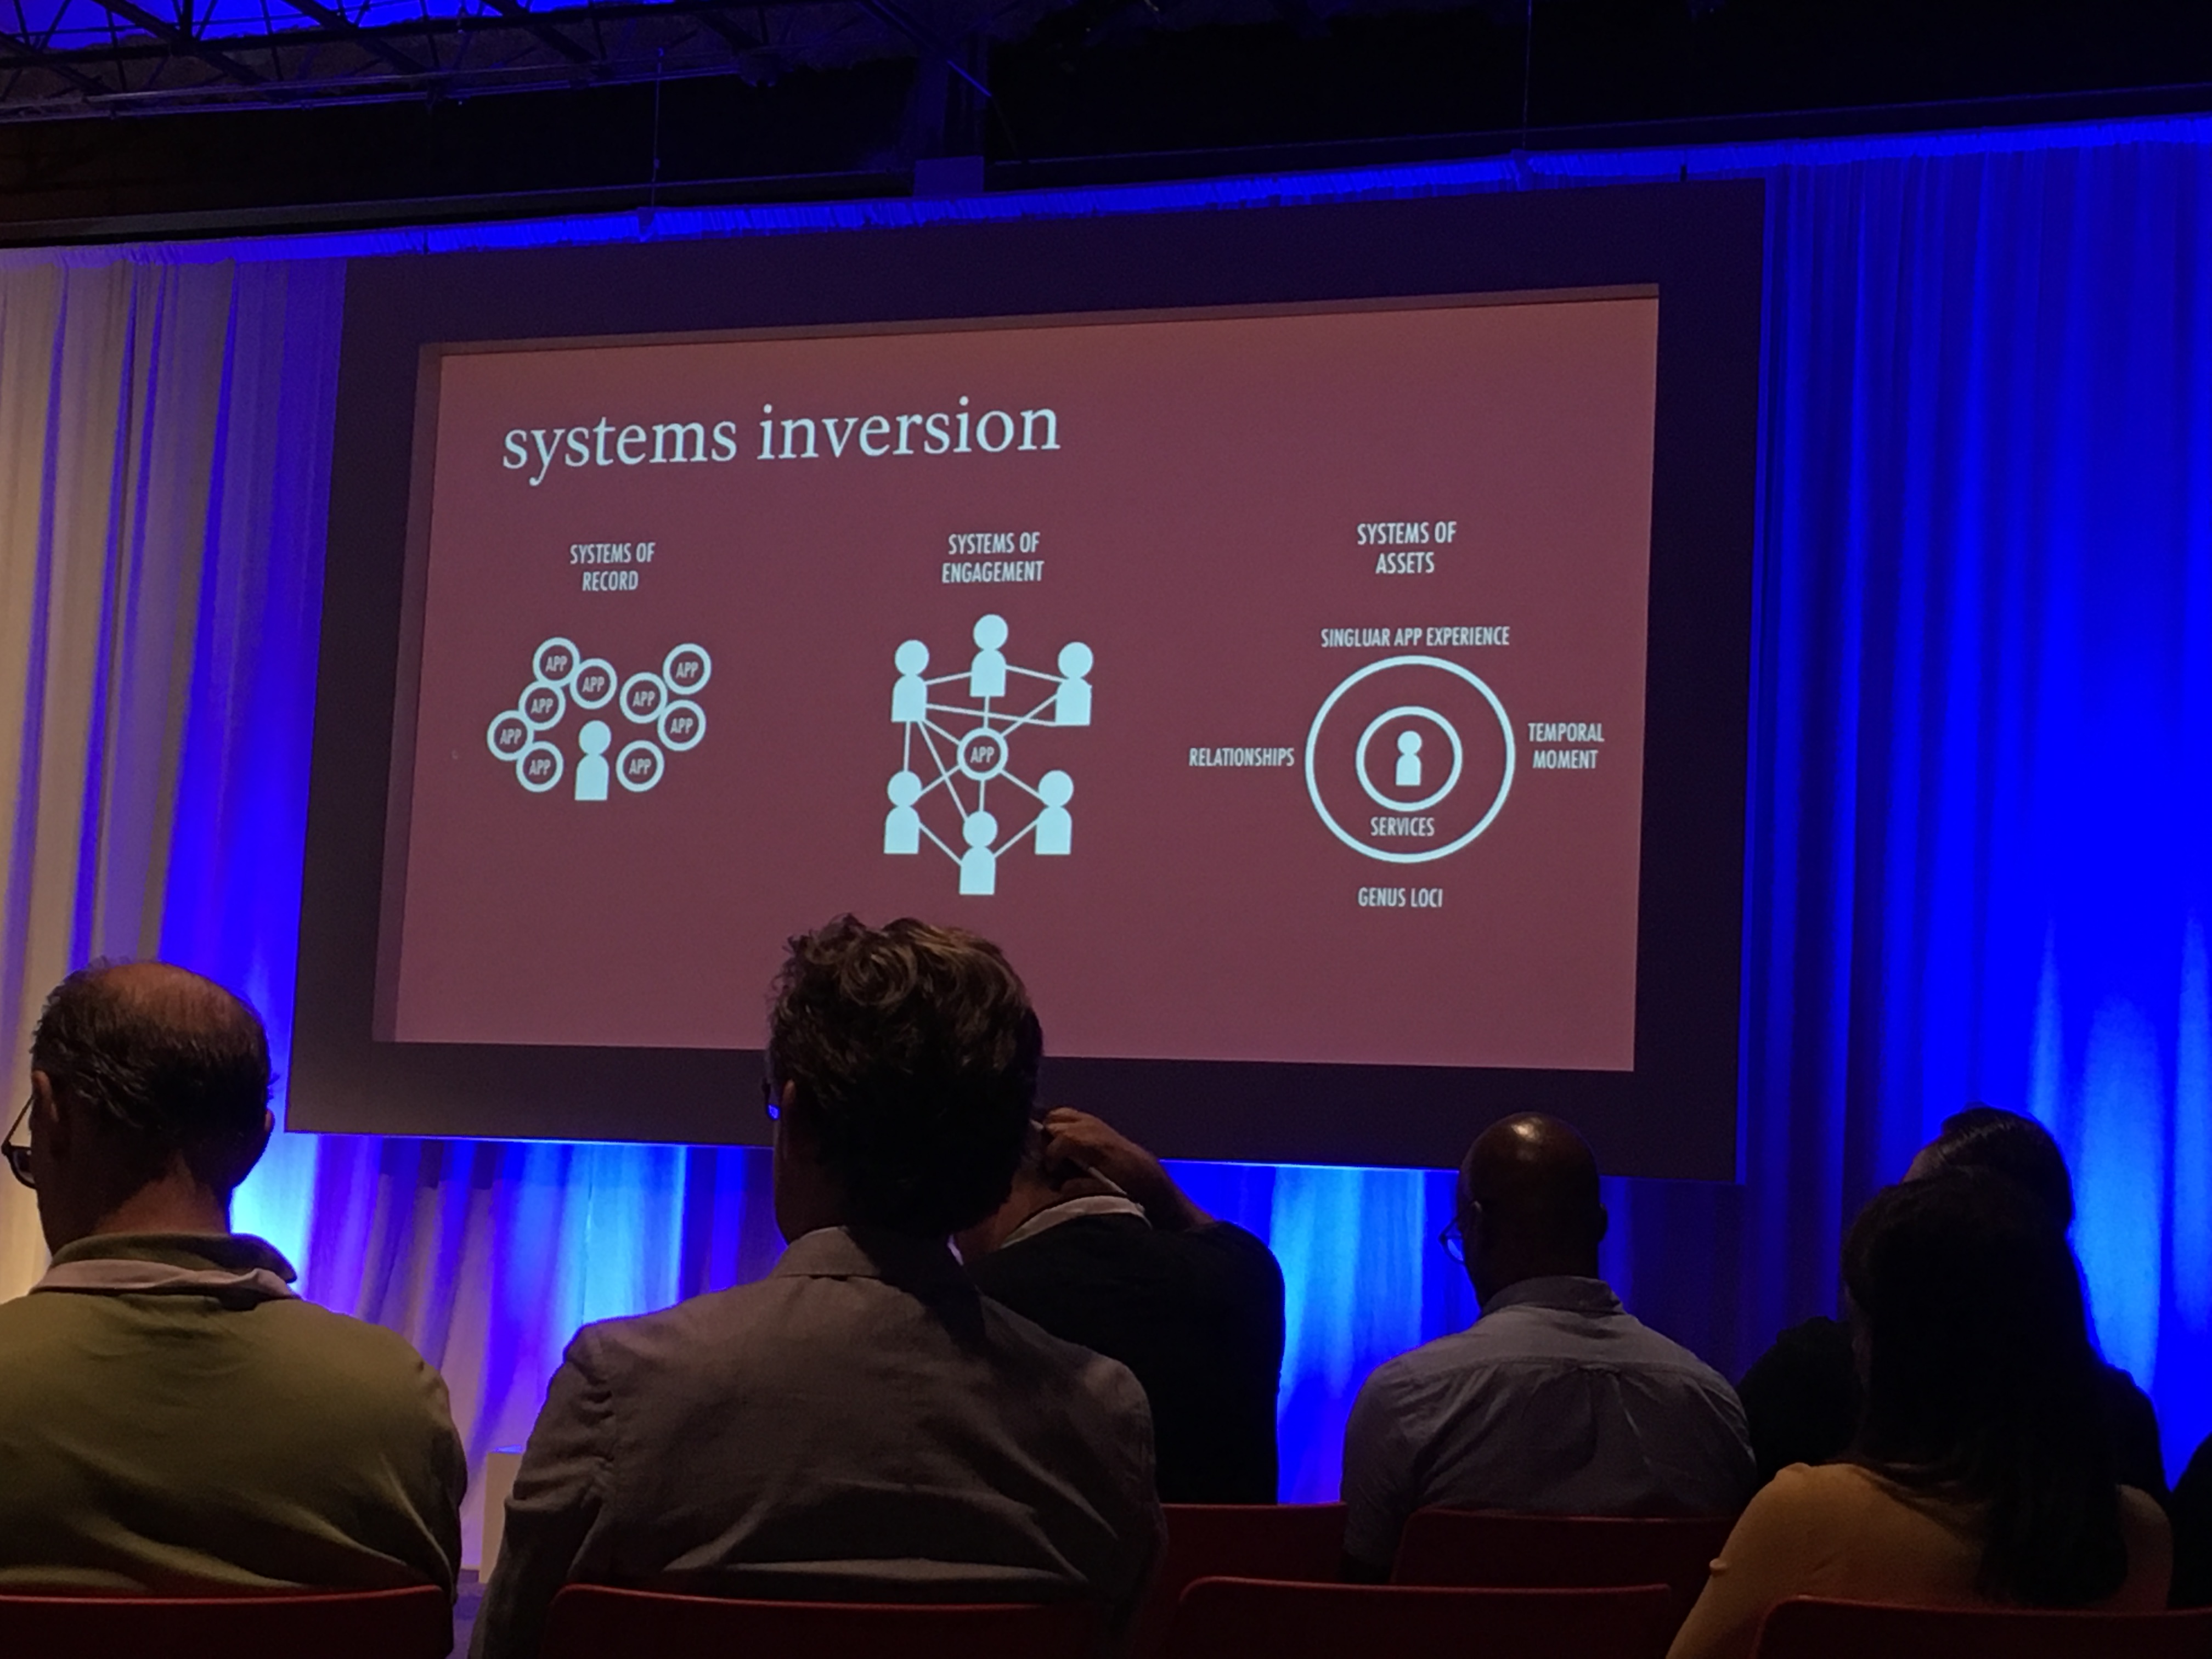 systems inversion
SYSTEMS OF
RECORD
APP
APP
APP
APP
APP
APP
APP
APP
APP
SYSTEMS OF
ENGAGEMENT
APP
SYSTEMS OF
ASSETS
SINGLUAR APP EXPERIENCE
RELATIONSHIPS
TEMPORAL
MOMENT
SERVICES
GENUS LOCI